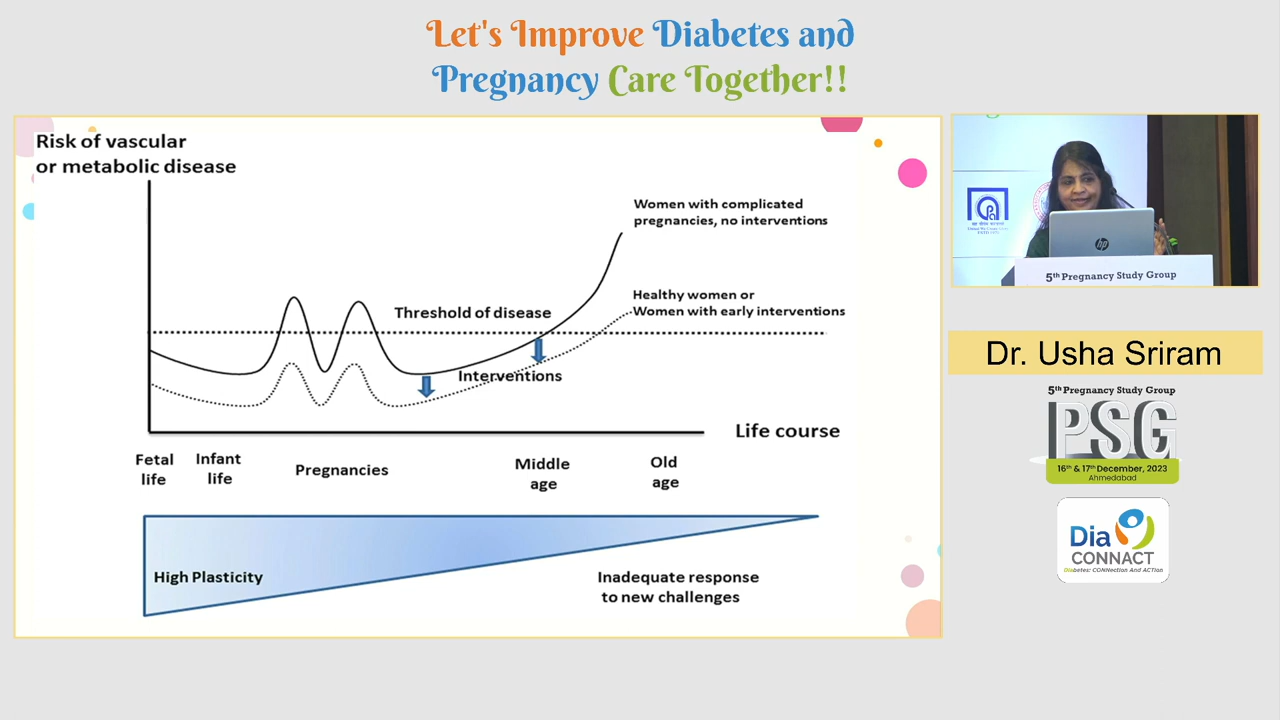 Let's Improve Diabetes and
Pregnancy Care Together!!
Risk of vascular
or metabolic disease
Women with complicated
pregnancies, no interventions
Healthy women or
Women with early interventions
Threshold of disease
Interventions
Life course
Fetal
life
Infant
life
Pregnancies
Middle
age
Old
age
High Plasticity
Inadequate response
to new challenges
hp
5th Pregnancy Study Group
Dr. Usha Sriram
5th Pregnancy Study Group
PSG
16th & 17th December, 2023
Ahmedabad
Dia
CONNACT
Diabetes: CONNection And ACTion